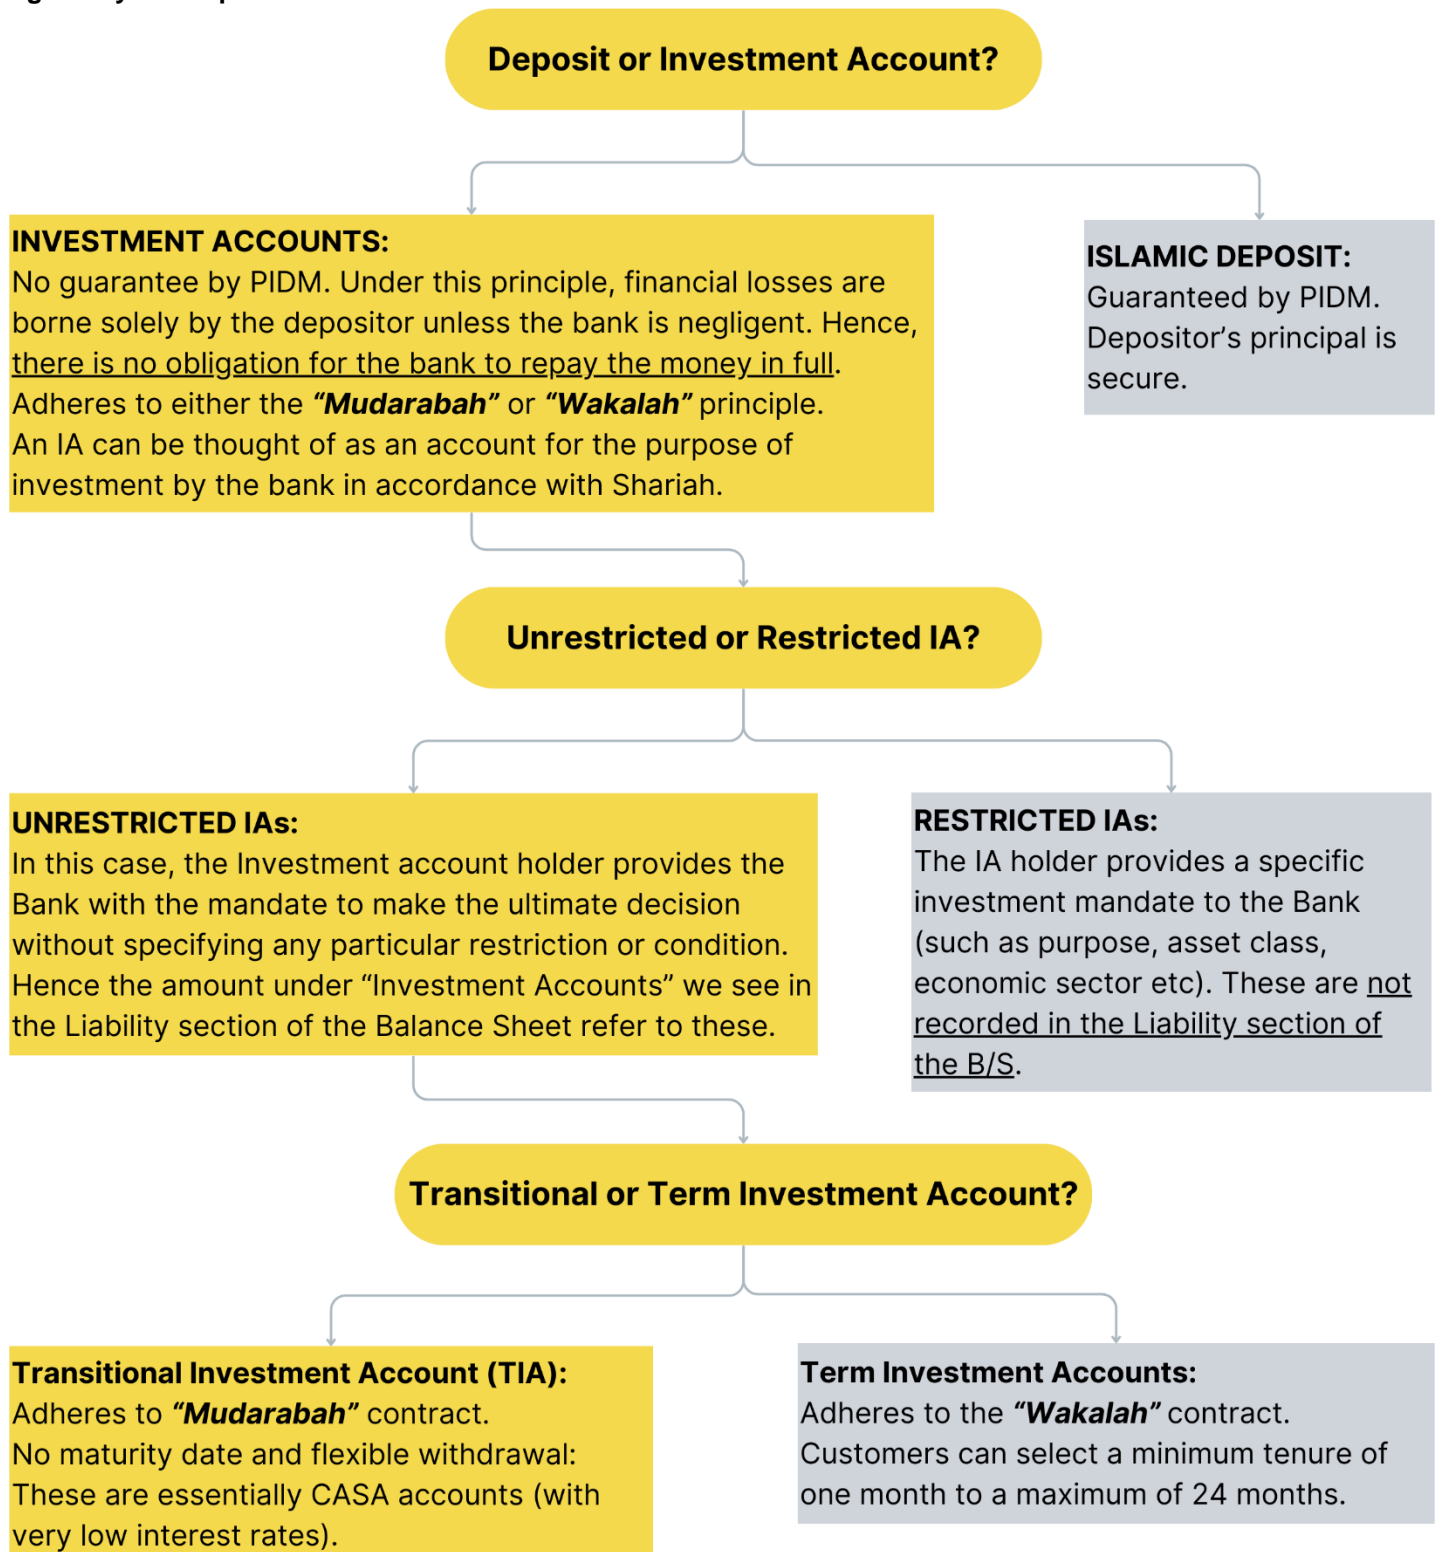 Deposit or Investment Account?
INVESTMENT ACCOUNTS:
No guarantee by PIDM. Under this principle, financial losses are
borne solely by the depositor unless the bank is negligent. Hence,
there is no obligation for the bank to repay the money in full.
Adheres to either the “Mudarabah” or “Wakalah” principle.
An IA can be thought of as an account for the purpose of
investment by the bank in accordance with Shariah.
ISLAMIC DEPOSIT:
Guaranteed by PIDM.
Depositor’s principal is
secure.
Unrestricted or Restricted IA?
UNRESTRICTED IAs:
In this case, the Investment account holder provides the
Bank with the mandate to make the ultimate decision
without specifying any particular restriction or condition.
Hence the amount under “Investment Accounts” we see in
the Liability section of the Balance Sheet refer to these.
RESTRICTED IAs:
The IA holder provides a specific
investment mandate to the Bank
(such as purpose, asset class,
economic sector etc). These are not
recorded in the Liability section of
the B/S.
Transitional or Term Investment Account?
Transitional Investment Account (TIA):
Adheres to “Mudarabah” contract.
No maturity date and flexible withdrawal:
These are essentially CASA accounts (with
very low interest rates).
Term Investment Accounts:
Adheres to the “Wakalah” contract.
Customers can select a minimum tenure of
one month to a maximum of 24 months.